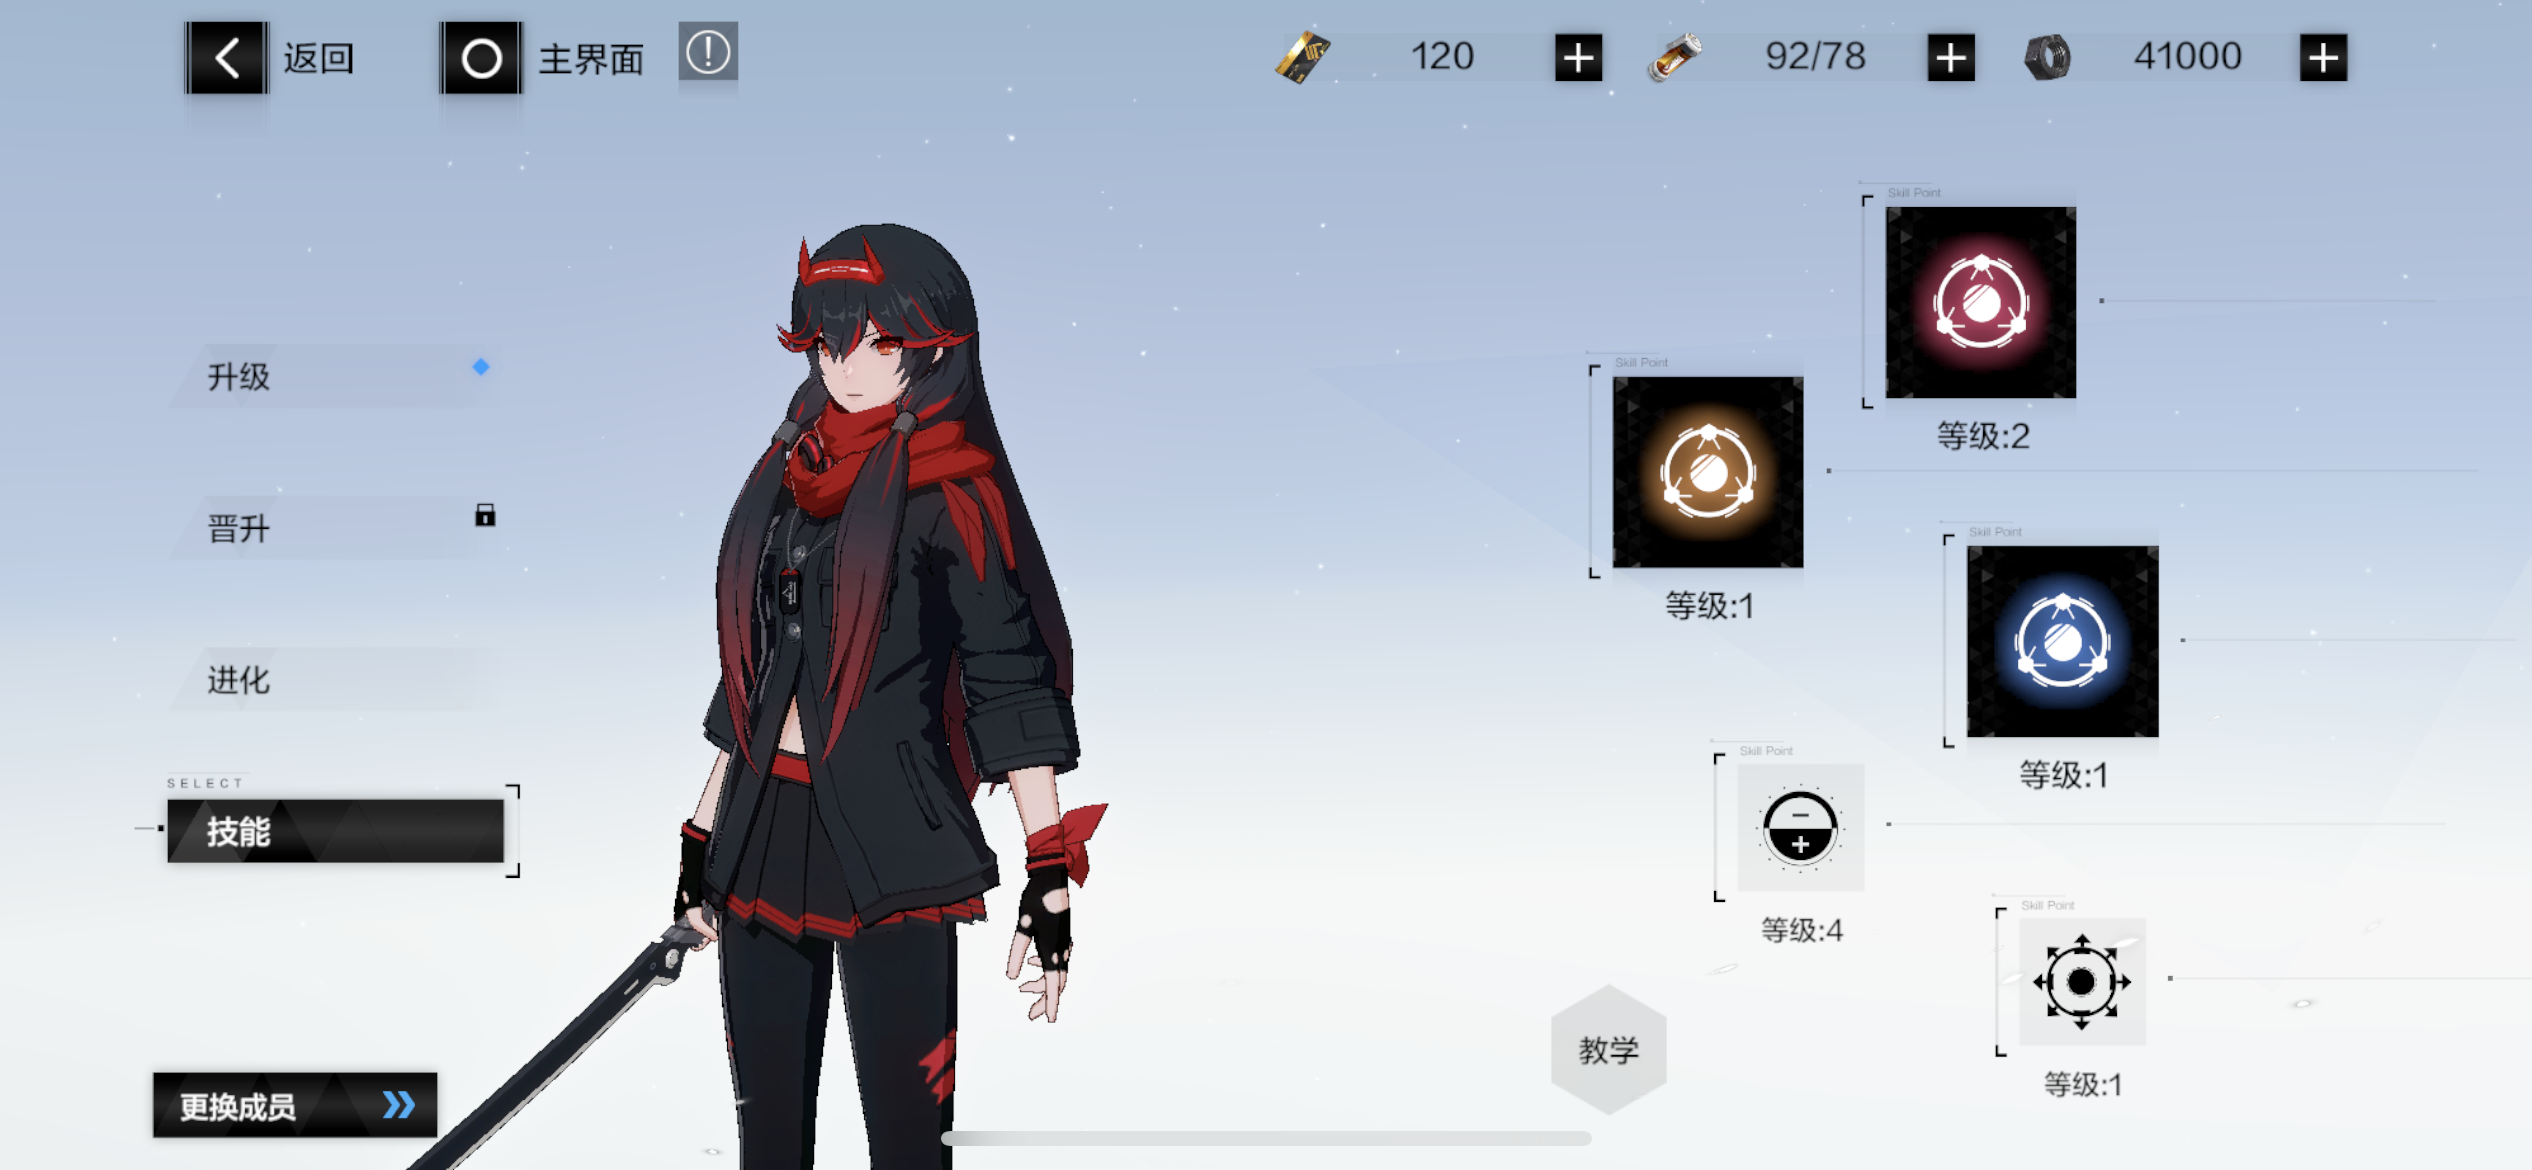 返回
主界面
120
92/78
41000
Skill Point
等级:2
Skill Point
等级:1
Skill Point
等级:1
Skill Point
等级:4
Skill Point
等级:1
升级
晋升
进化
SELECT
技能
更换成员
教学